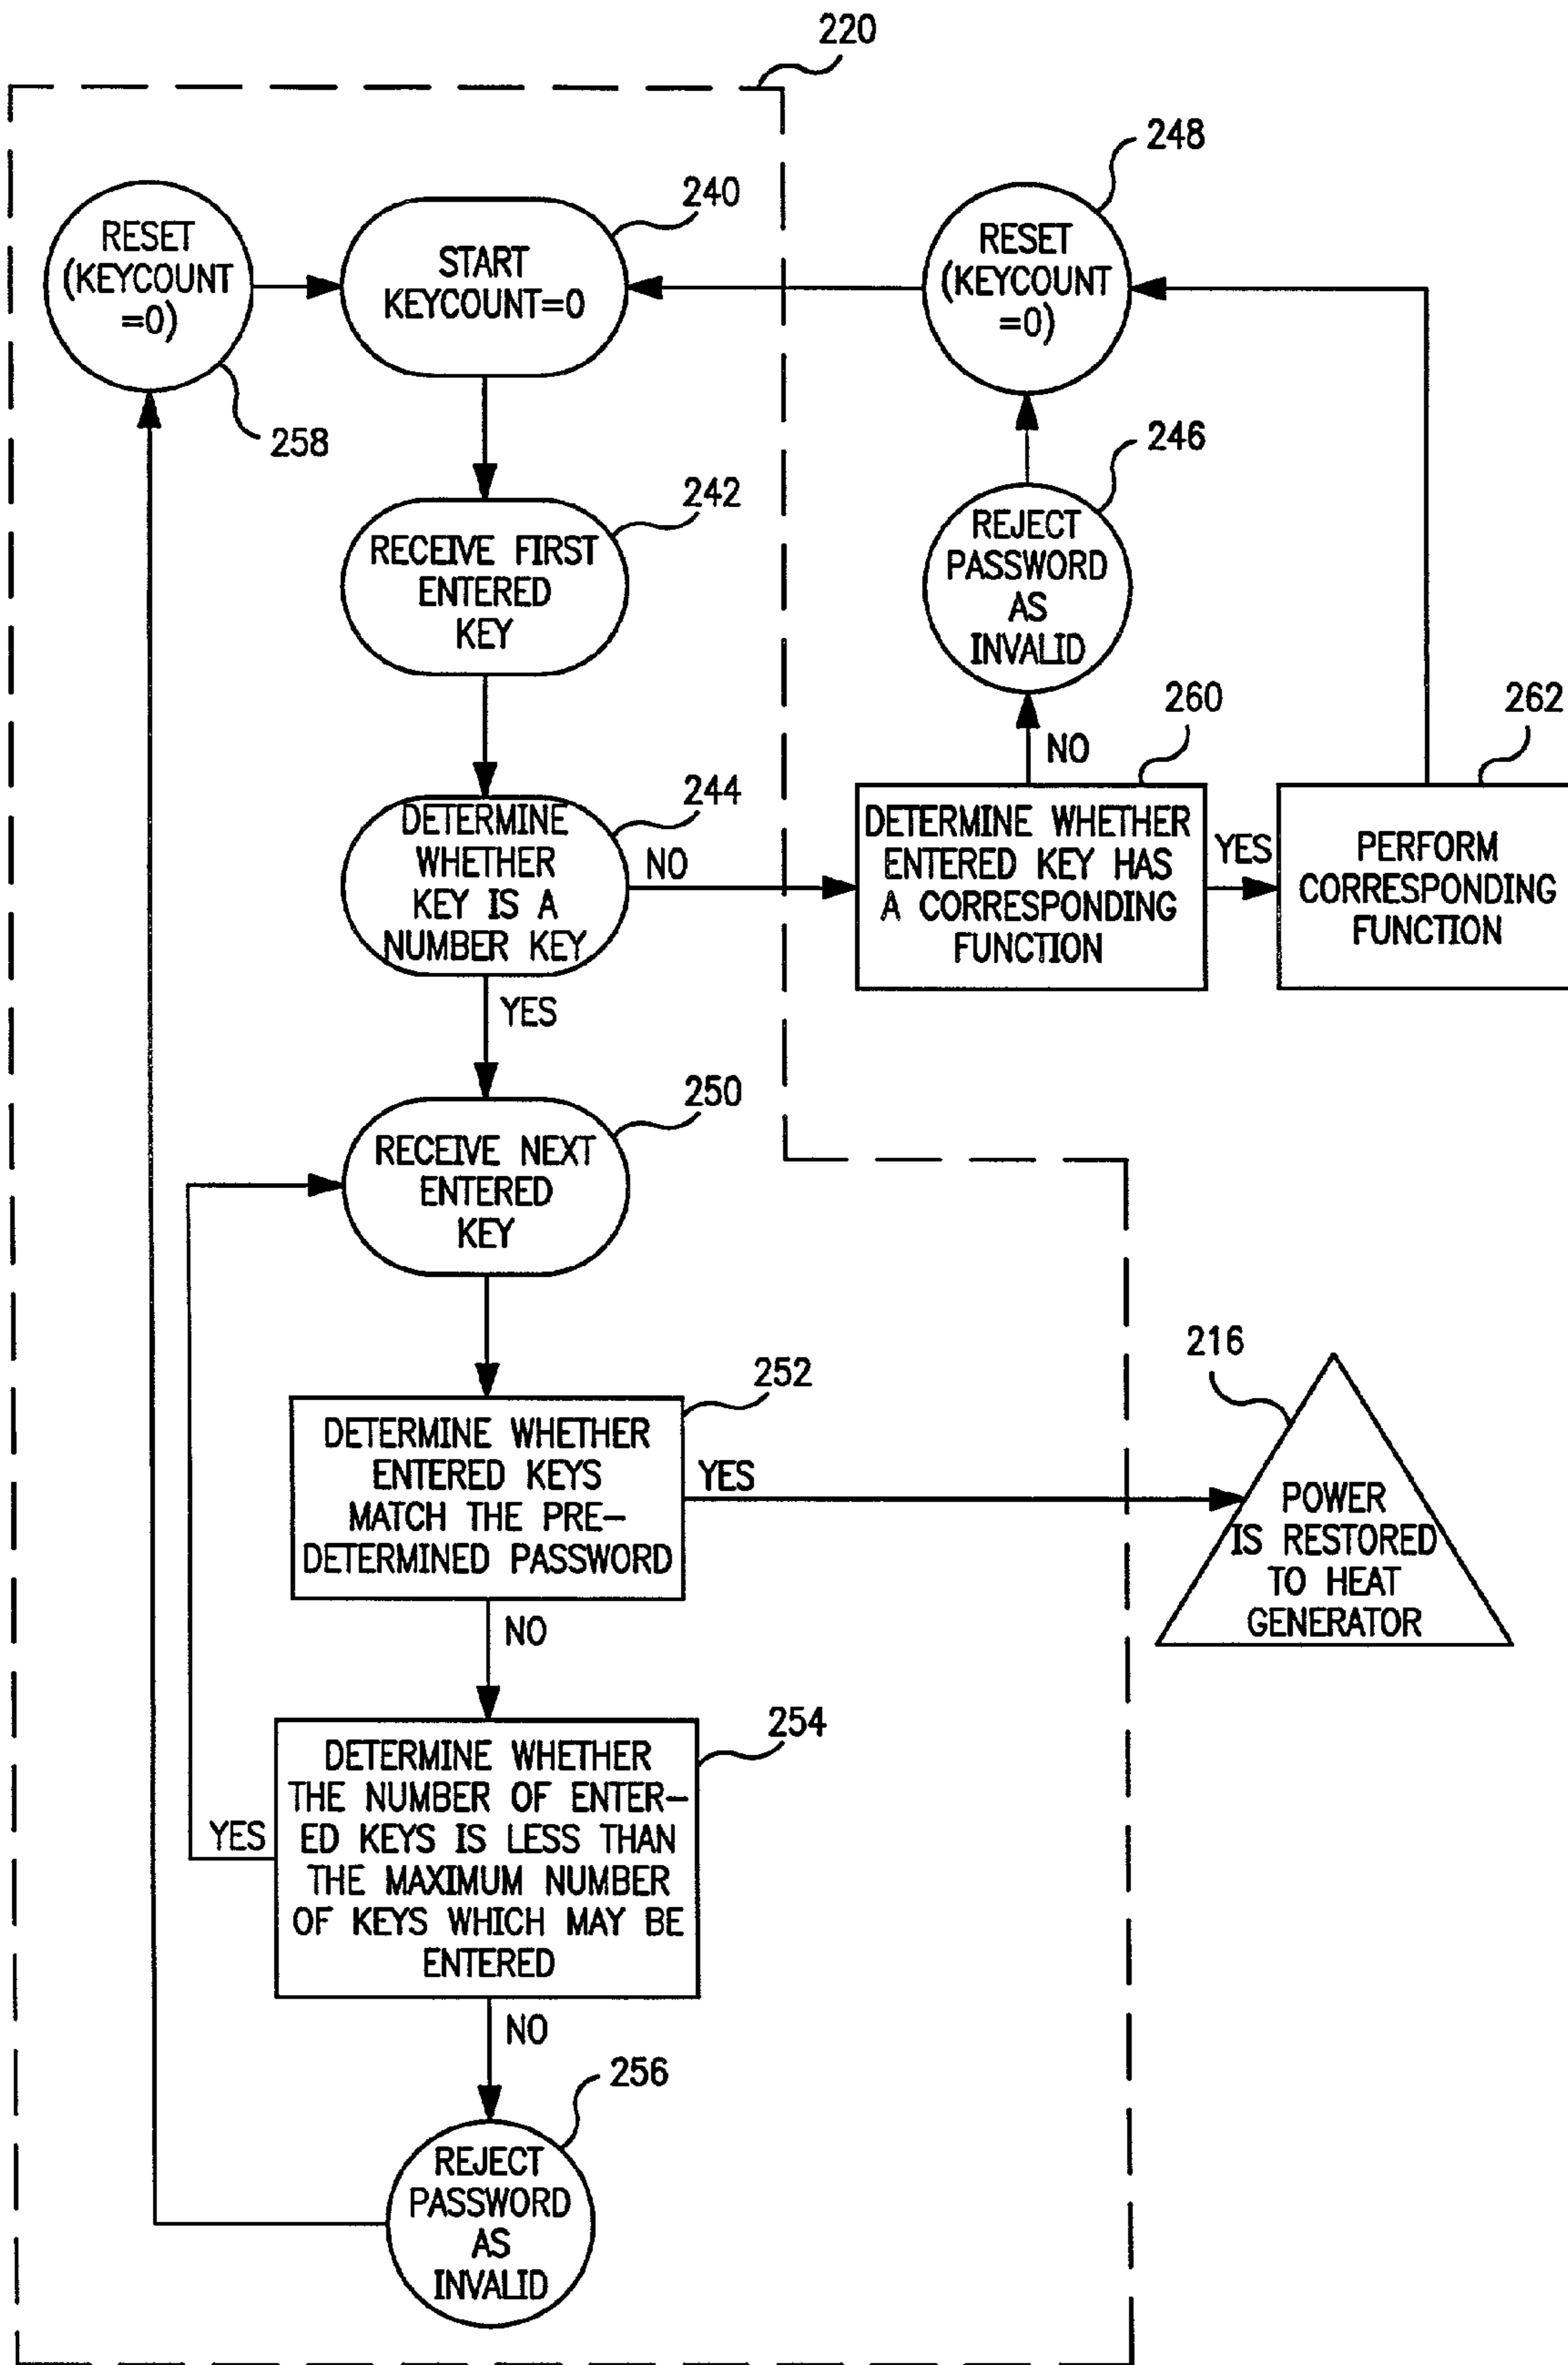 220
248
240
RESET
(KEYCOUNT
=0)
START
KEYCOUNT=0
RESET
(KEYCOUNT
=0)
258
246
242
RECEIVE FIRST
ENTERED
KEY
REJECT
PASSWORD
AS
INVALID
260
262
NO
244
DETERMINE
WHETHER
KEY IS A
NUMBER KEY
NO
DETERMINE WHETHER
ENTERED KEY HAS
A CORRESPONDING
FUNCTION
YES
PERFORM
CORRESPONDING
FUNCTION
YES
250
RECEIVE NEXT
ENTERED
KEY
216
252
DETERMINE WHETHER
ENTERED KEYS
MATCH THE PRE-
DETERMINED PASSWORD
YES
POWER
IS RESTORED
TO HEAT
GENERATOR
NO
254
DETERMINE WHETHER
THE NUMBER OF ENTER-
ED KEYS IS LESS THAN
THE MAXIMUM NUMBER
OF KEYS WHICH MAY BE
ENTERED
YES
NO
256
REJECT
PASSWORD
AS
INVALID